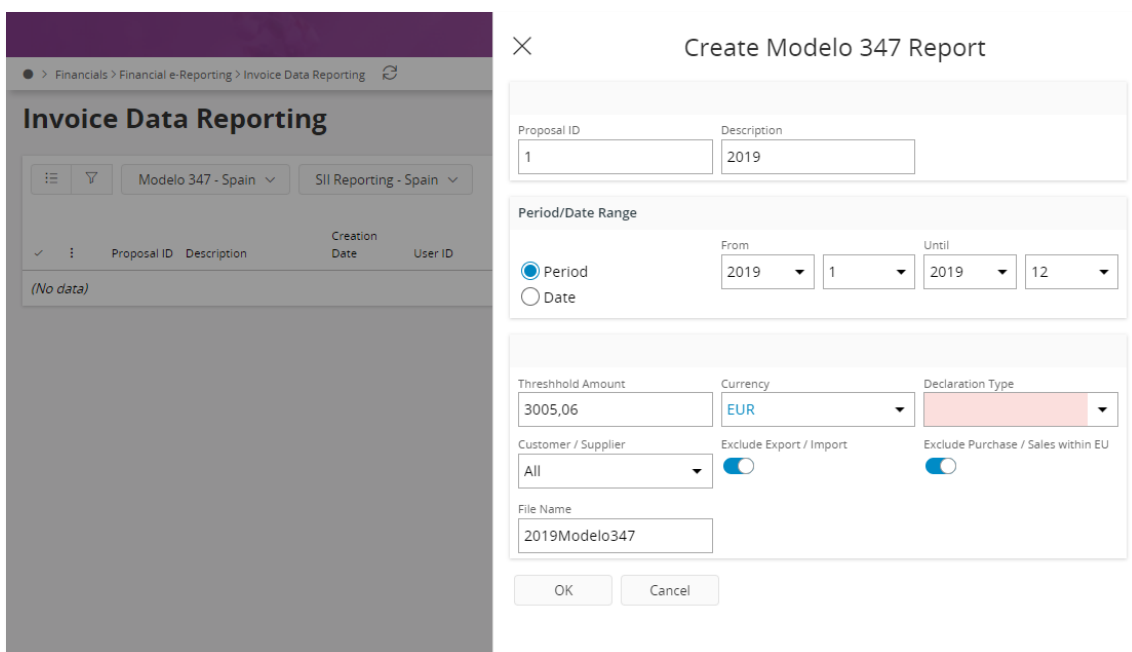 Financials > Financial e-Reporting > Invoice Data Reporting
Invoice Data Reporting
Modelo 347 - Spain
SII Reporting - Spain
Proposal ID Description Creation Date User ID
(No data)
Create Modelo 347 Report
Proposal ID Description
1 2019
Period/Date Range
From Until
Period 2019 1 2019 12
Date
Threshhold Amount Currency Declaration Type
3005,06 EUR
Customer / Supplier Exclude Export / Import Exclude Purchase / Sales within EU
All
File Name
2019Modelo347
OK Cancel